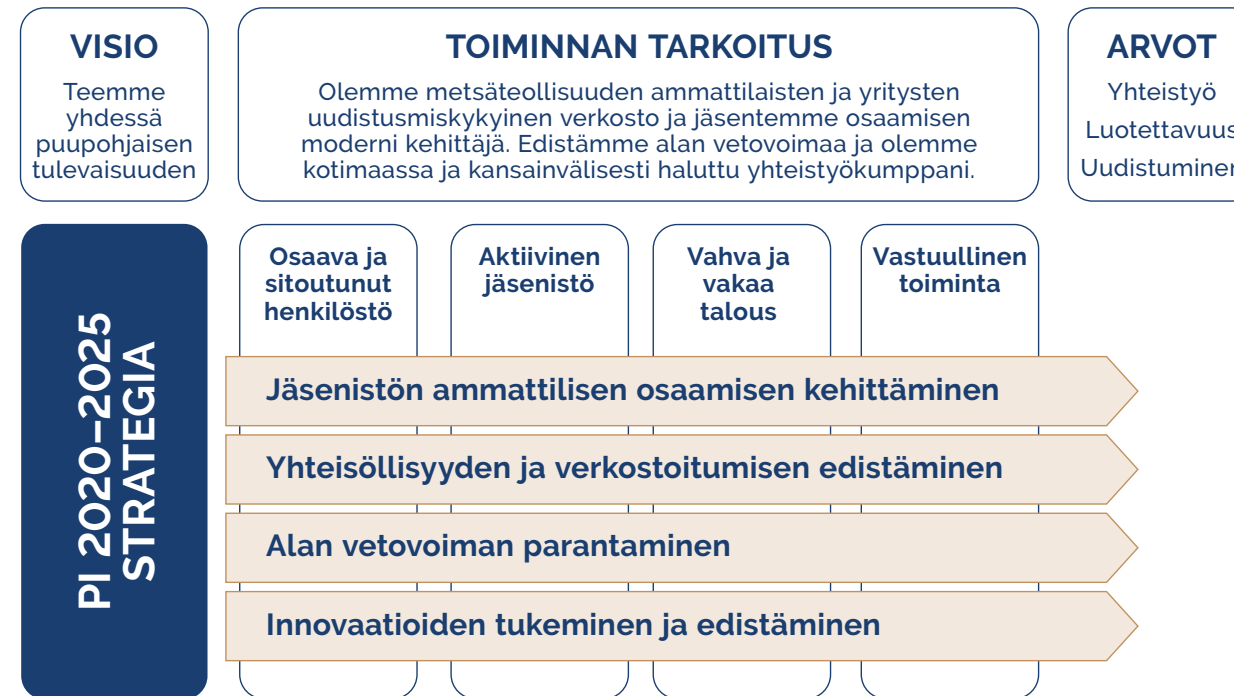 VISIO
Teemme
yhdessä
puupohjaisen
tulevaisuuden
TOIMINNAN TARKOITUS
Olemme metsäteollisuuden ammattilaisten ja yritysten
uudistusmiskykyinen verkosto ja jäsentemme osaamisen
moderni kehittäjä. Edistämme alan vetovoimaa ja olemme
kotimaassa ja kansainvälisesti haluttu yhteistyökumppani.
ARVOT
Yhteistyö
Luotettavuus
Uudistuminen
PI 2020–2025
STRATEGIA
Osaava ja
sitoutunut
henkilöstö
Aktiivinen
jäsenistö
Vahva ja
vakaa
talous
Vastuullinen
toiminta
Jäsenistön ammattilisen osaamisen kehittäminen
Yhteisöllisyyden ja verkostoitumisen edistäminen
Alan vetovoiman parantaminen
Innovaatioiden tukeminen ja edistäminen